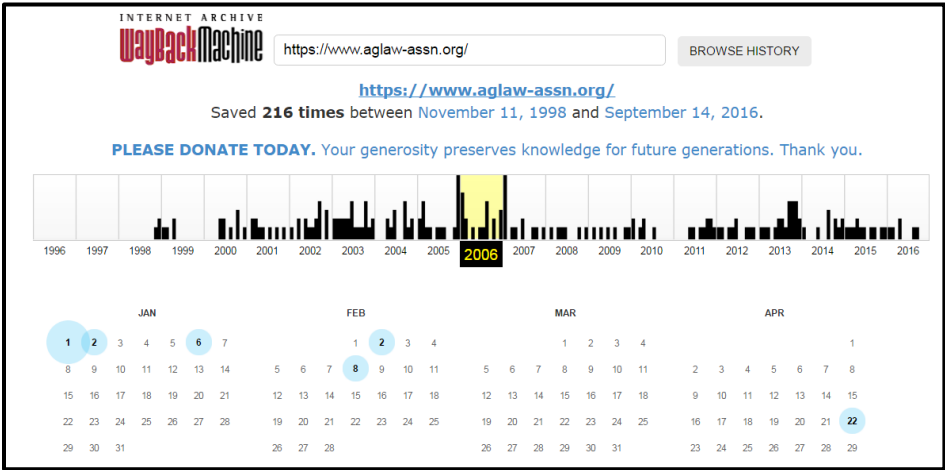 INTERNET ARCHIVE
WayBackMachine
https://www.aglaw-assn.org/
BROWSE HISTORY
https://www.aglaw-assn.org/
Saved 216 times between November 11, 1998 and September 14, 2016.
PLEASE DONATE TODAY. Your generosity preserves knowledge for future generations. Thank you.
1996 1997 1998 1999 2000 2001 2002 2003 2004 2005 2006 2007 2008 2009 2010 2011 2012 2013 2014 2015 2016
JAN FEB MAR APR
1 2 3 4 5 6 7 1 2 3 4 1 2 3 4 1
8 9 10 11 12 13 14 5 6 7 8 9 10 11 5 6 7 8 9 10 11 2 3 4 5 6 7 8
15 16 17 18 19 20 21 12 13 14 15 16 17 18 12 13 14 15 16 17 18 9 10 11 12 13 14 15
22 23 24 25 26 27 28 19 20 21 22 23 24 25 19 20 21 22 23 24 25 16 17 18 19 20 21 22
29 30 31 26 27 28 26 27 28 29 30 31 23 24 25 26 27 28 29